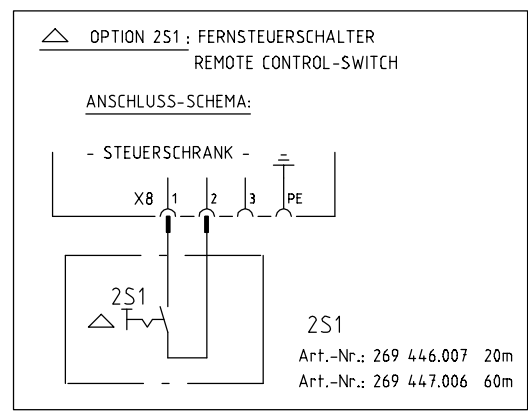 OPTION 2S1 : FERNSTEUERSCHALTER
REMOTE CONTROL-SWITCH
ANSCHLUSS-SCHEMA:
- STEUERSCHRANK -
X8 1 2 3 PE
2S1
2S1
Art.-Nr.: 269 446.007 20m
Art.-Nr.: 269 447.006 60m